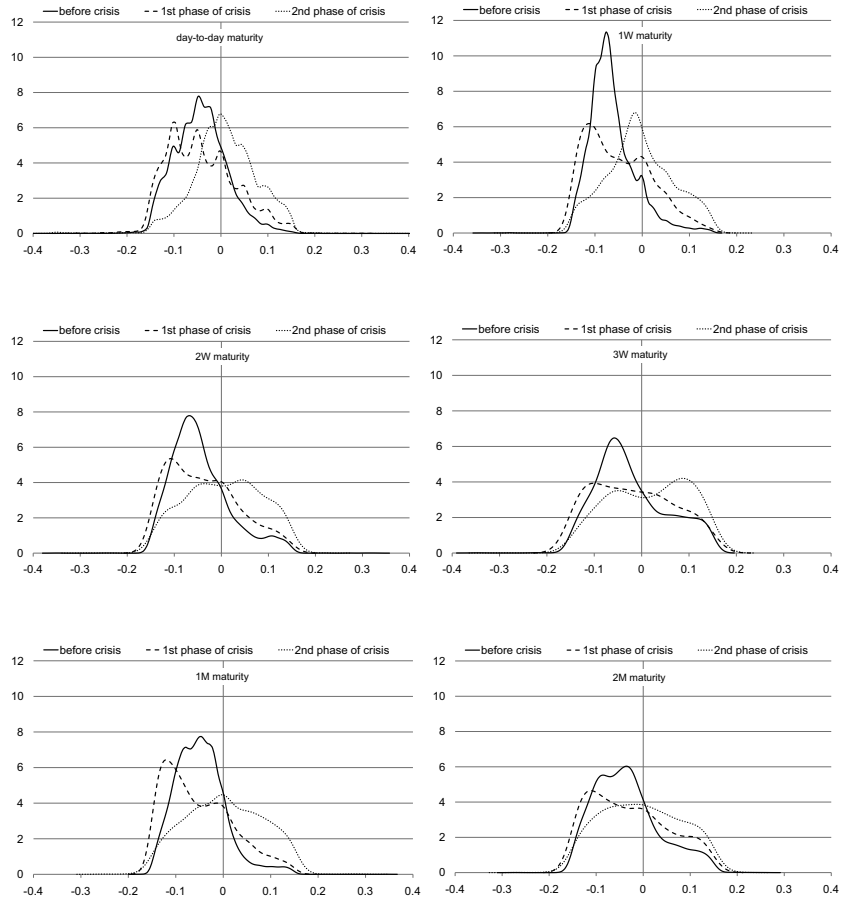 before crisis 1st phase of crisis 2nd phase of crisis
day-to-day maturity
12
10
8
6
4
2
0
-0.4 -0.3 -0.2 -0.1 0 0.1 0.2 0.3 0.4
before crisis 1st phase of crisis 2nd phase of crisis
1W maturity
12
10
8
6
4
2
0
-0.4 -0.3 -0.2 -0.1 0 0.1 0.2 0.3 0.4
before crisis 1st phase of crisis 2nd phase of crisis
2W maturity
12
10
8
6
4
2
0
-0.4 -0.3 -0.2 -0.1 0 0.1 0.2 0.3 0.4
before crisis 1st phase of crisis 2nd phase of crisis
3W maturity
12
10
8
6
4
2
0
-0.4 -0.3 -0.2 -0.1 0 0.1 0.2 0.3 0.4
before crisis 1st phase of crisis 2nd phase of crisis
1M maturity
12
10
8
6
4
2
0
-0.4 -0.3 -0.2 -0.1 0 0.1 0.2 0.3 0.4
before crisis 1st phase of crisis 2nd phase of crisis
2M maturity
12
10
8
6
4
2
0
-0.4 -0.3 -0.2 -0.1 0 0.1 0.2 0.3 0.4